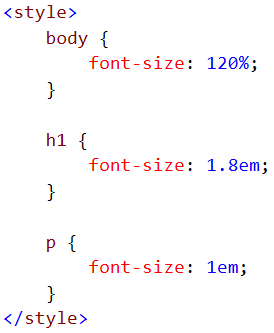 <style>
body {
font-size: 120%;
}
h1 {
font-size: 1.8em;
}
p {
font-size: 1em;
}
</style>